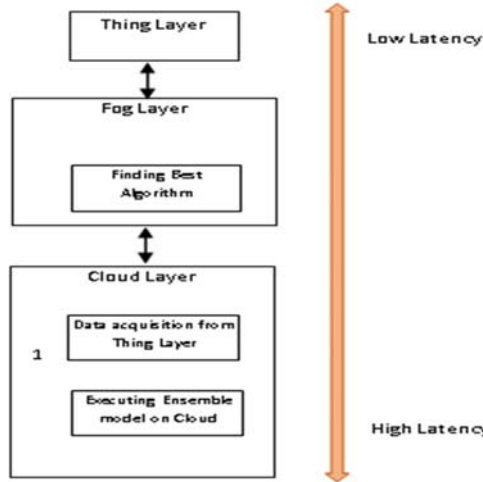 Thing Layer
Low Latency
Fog Layer
Finding Best
Algorithm
Cloud Layer
Data acquisition from
Thing Layer
1
Executing Ensemble
model on Cloud
High Latency